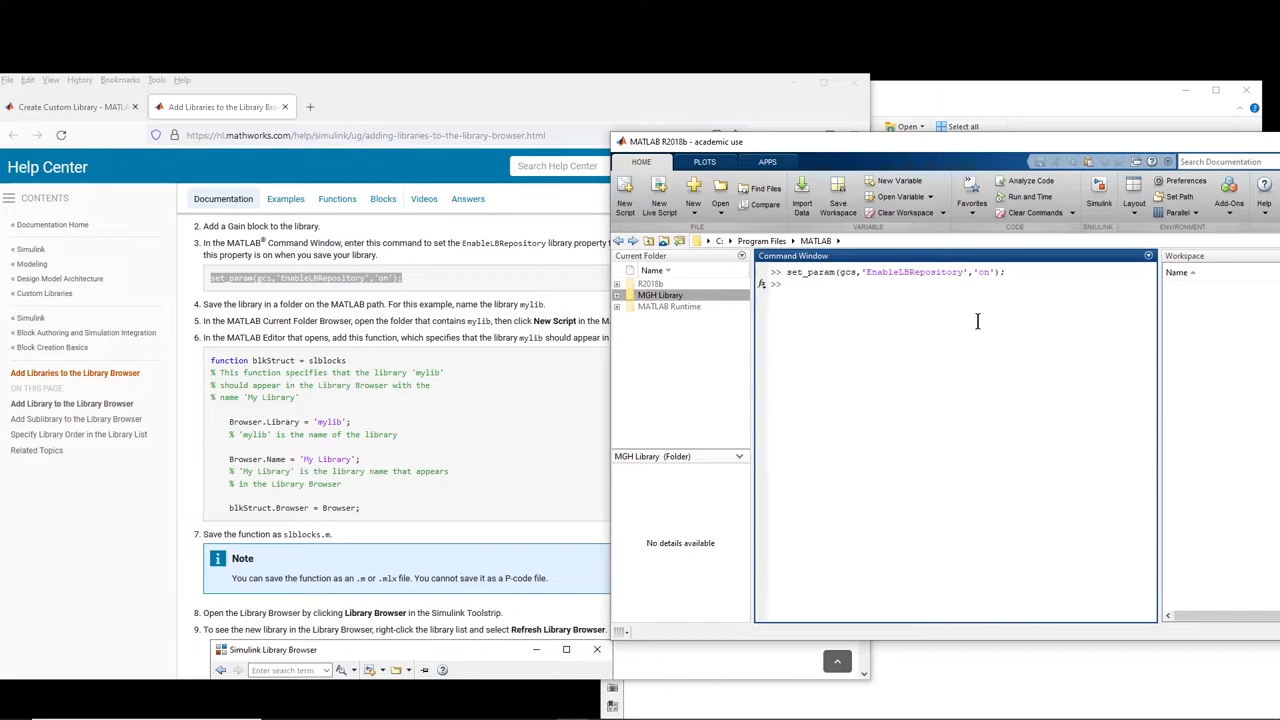 File Edit View History Bookmarks Tools Help
Create Custom Library - MATLA
Add Libraries to the Library Bro
https://nl.mathworks.com/help/simulink/ug/adding-libraries-to-the-library-browser.html
Help Center
Search Help Center
CONTENTS
« Documentation Home
« Simulink
« Modeling
« Design Model Architecture
« Custom Libraries
« Simulink
« Block Authoring and Simulation Integration
« Block Creation Basics
Add Libraries to the Library Browser
ON THIS PAGE
Add Library to the Library Browser
Add Sublibrary to the Library Browser
Specify Library Order in the Library List
Related Topics
Documentation Examples Functions Blocks Videos Answers
2. Add a Gain block to the library.
3. In the MATLAB® Command Window, enter this command to set the EnableLBRepository library property t
this property is on when you save your library.
set_param(gcs,'EnableLBRepository','on');
4. Save the library in a folder on the MATLAB path. For this example, name the library mylib.
5. In the MATLAB Current Folder Browser, open the folder that contains mylib, then click New Script in the M
6. In the MATLAB Editor that opens, add this function, which specifies that the library mylib should appear in
function blkStruct = slblocks
% This function specifies that the library 'mylib'
% should appear in the Library Browser with the
% name 'My Library'
Browser.Library = 'mylib';
% 'mylib' is the name of the library
Browser.Name = 'My Library';
% 'My Library' is the library name that appears
% in the Library Browser
blkStruct.Browser = Browser;
7. Save the function as slblocks.m.
i Note
You can save the function as an .m or .mlx file. You cannot save it as a P-code file.
8. Open the Library Browser by clicking Library Browser in the Simulink Toolstrip.
9. To see the new library in the Library Browser, right-click the library list and select Refresh Library Browser.
Simulink Library Browser
Enter search term
Open
Select all
MATLAB R2018b - academic use
HOME PLOTS APPS
Search Documentation
New Script
New Live Script
New
Open
Find Files
Compare
Import Data
Save Workspace
New Variable
Open Variable
Clear Workspace
Favorites
Analyze Code
Run and Time
Clear Commands
Simulink
Layout
Preferences
Set Path
Parallel
Add-Ons
Help
FILE VARIABLE CODE SIMULINK ENVIRONMENT
C: Program Files MATLAB
Current Folder
Name
R2018b
MGH Library
MATLAB Runtime
MGH Library (Folder)
No details available
Command Window
>> set_param(gcs,'EnableLBRepository','on');
fx >>
Workspace
Name